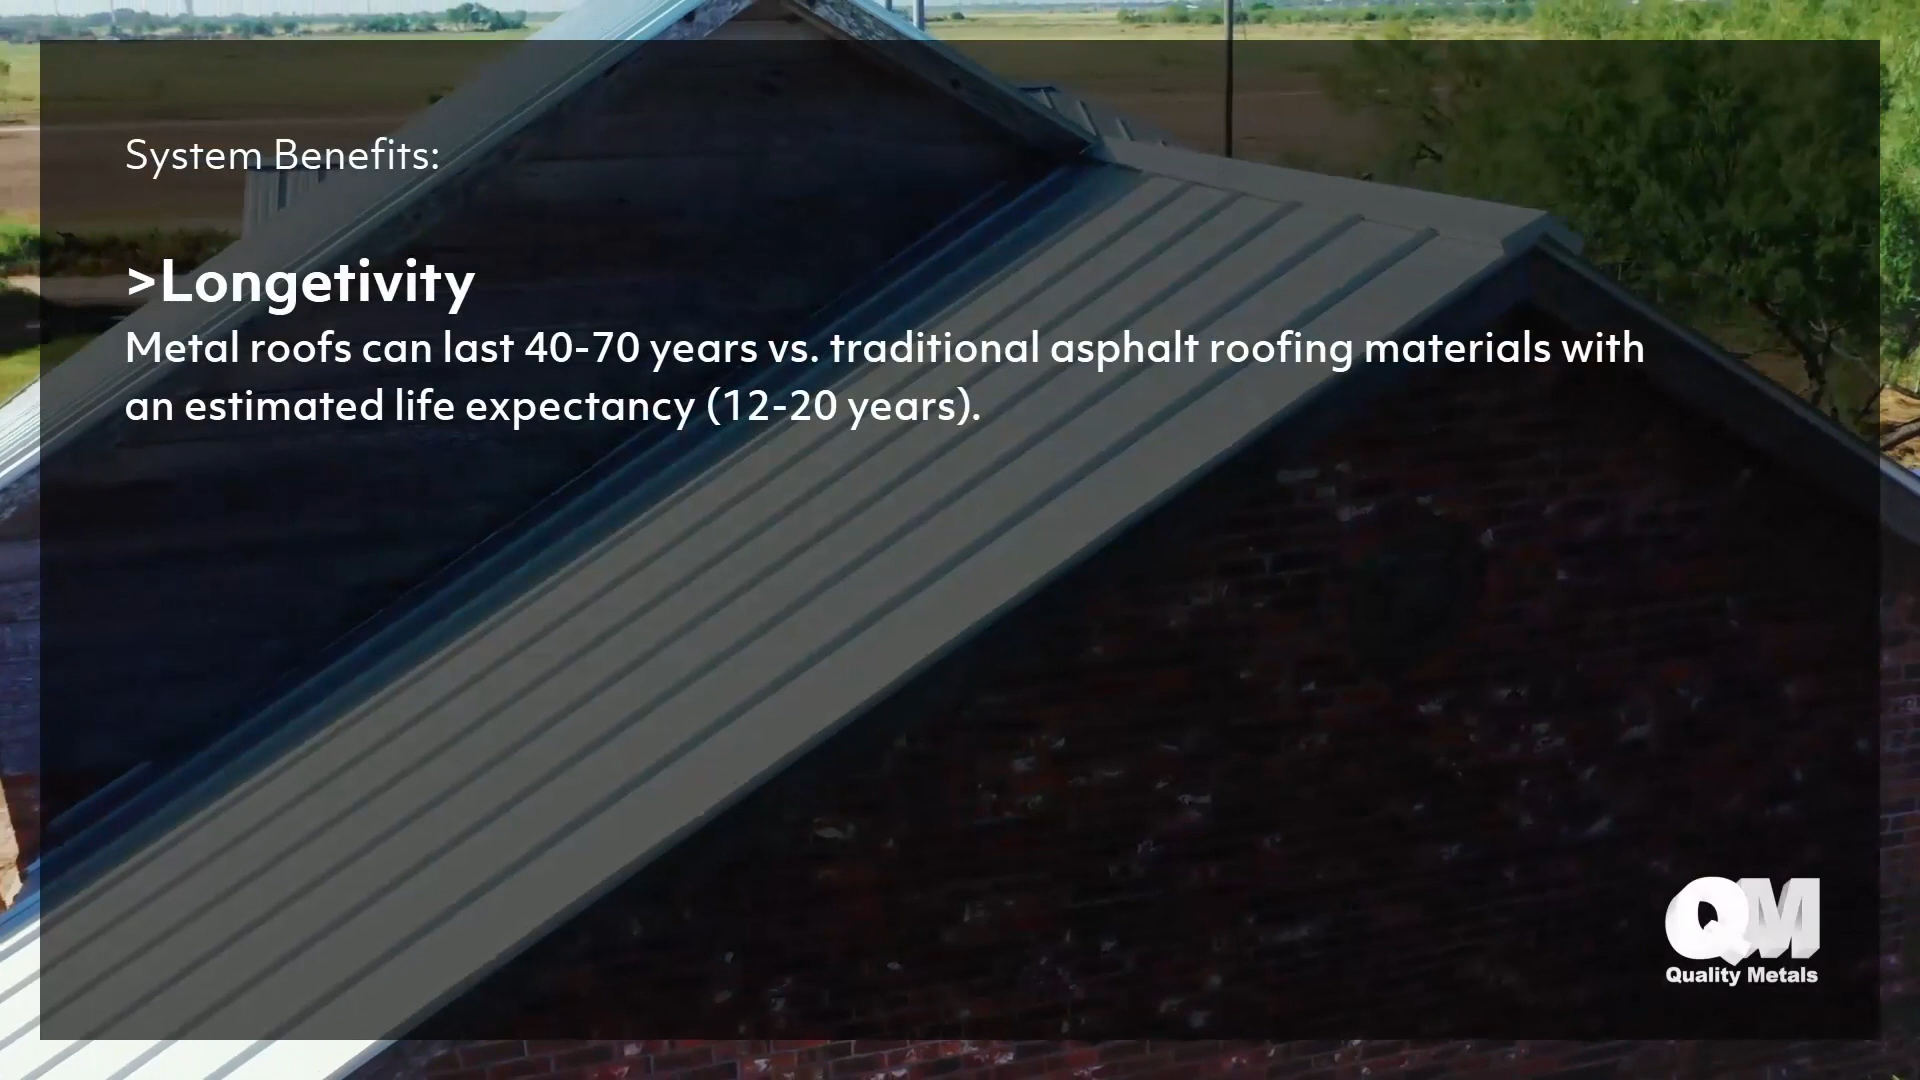 System Benefits:
>Longetivity
Metal roofs can last 40-70 years vs. traditional asphalt roofing materials with
an estimated life expectancy (12-20 years).
QM
Quality Metals